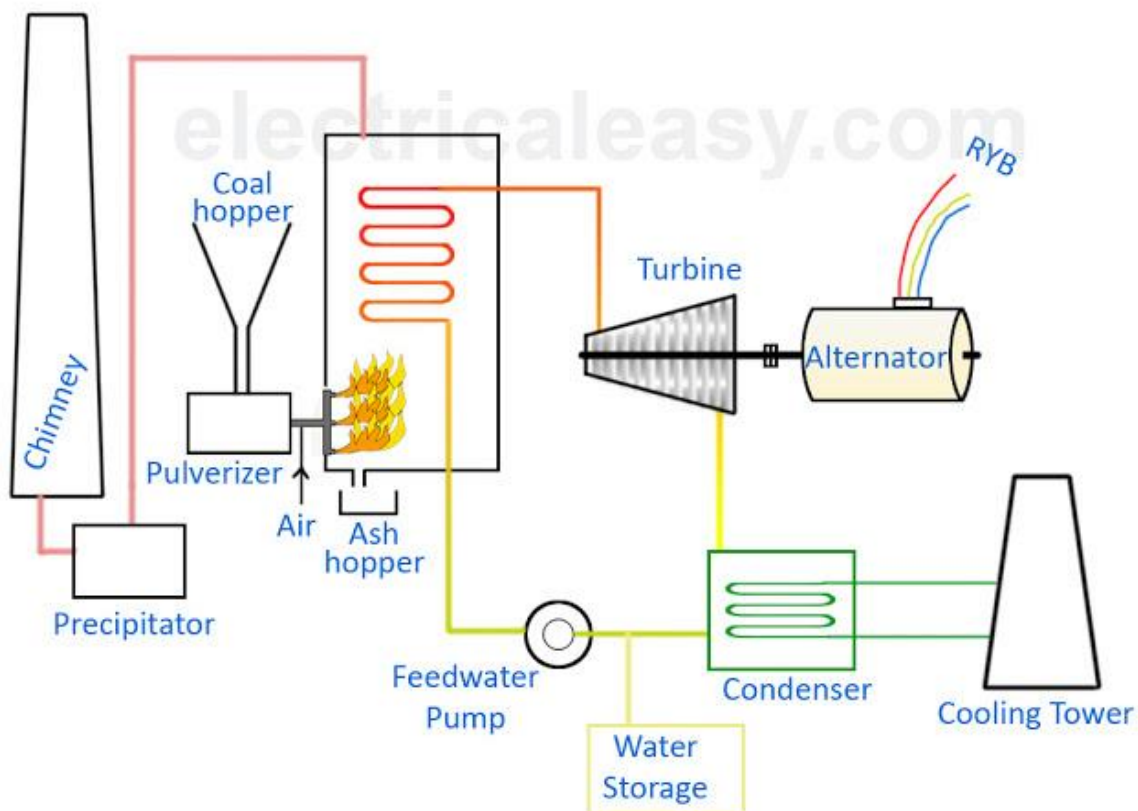 electricaleasy.com
RYB
Coal
hopper
Turbine
Alternator
Chimney
Pulverizer
Air
Ash
hopper
Precipitator
Feedwater
Pump
Condenser
Cooling Tower
Water
Storage